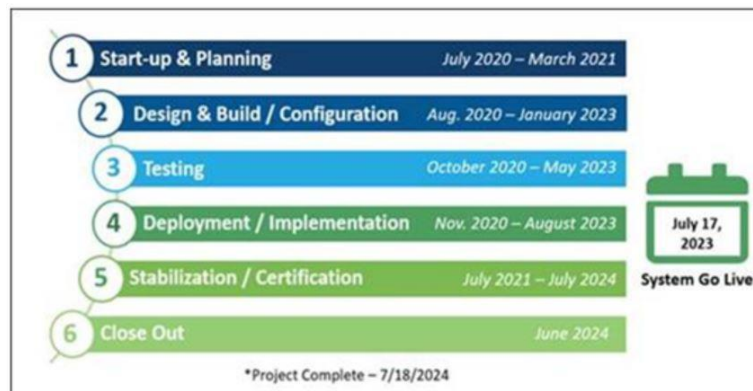 1 Start-up & Planning July 2020 – March 2021
2 Design & Build / Configuration Aug. 2020 – January 2023
3 Testing October 2020 – May 2023
4 Deployment / Implementation Nov. 2020 – August 2023
5 Stabilization / Certification July 2021 – July 2024
6 Close Out June 2024
July 17,
2023
System Go Live
*Project Complete – 7/18/2024